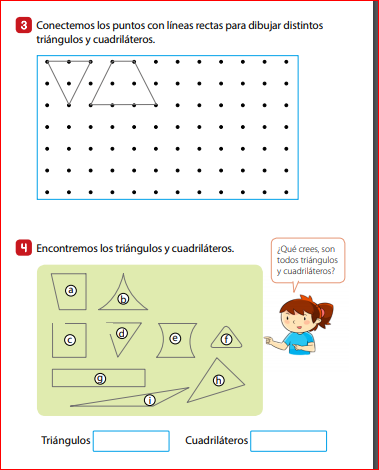 3 Conectemos los puntos con líneas rectas para dibujar distintos
triángulos y cuadriláteros.
4 Encontremos los triángulos y cuadriláteros.
¿Qué crees, son
todos triángulos
y cuadriláteros?
a
b
c
d
e
f
g
h
i
Triángulos
Cuadriláteros